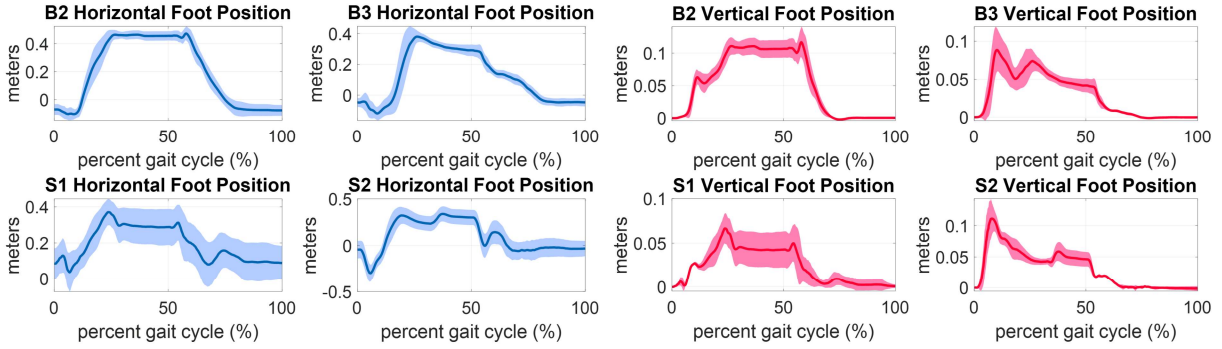 B2 Horizontal Foot Position
meters
0.4
0.2
0
0
50
100
percent gait cycle (%)
B3 Horizontal Foot Position
meters
0.4
0.2
0
0
50
100
percent gait cycle (%)
B2 Vertical Foot Position
meters
0.1
0.05
0
0
50
100
percent gait cycle (%)
B3 Vertical Foot Position
meters
0.1
0.05
0
0
50
100
percent gait cycle (%)
S1 Horizontal Foot Position
meters
0.4
0.2
0
0
50
100
percent gait cycle (%)
S2 Horizontal Foot Position
meters
0.5
0
-0.5
0
50
100
percent gait cycle (%)
S1 Vertical Foot Position
meters
0.1
0.05
0
0
50
100
percent gait cycle (%)
S2 Vertical Foot Position
meters
0.1
0.05
0
0
50
100
percent gait cycle (%)